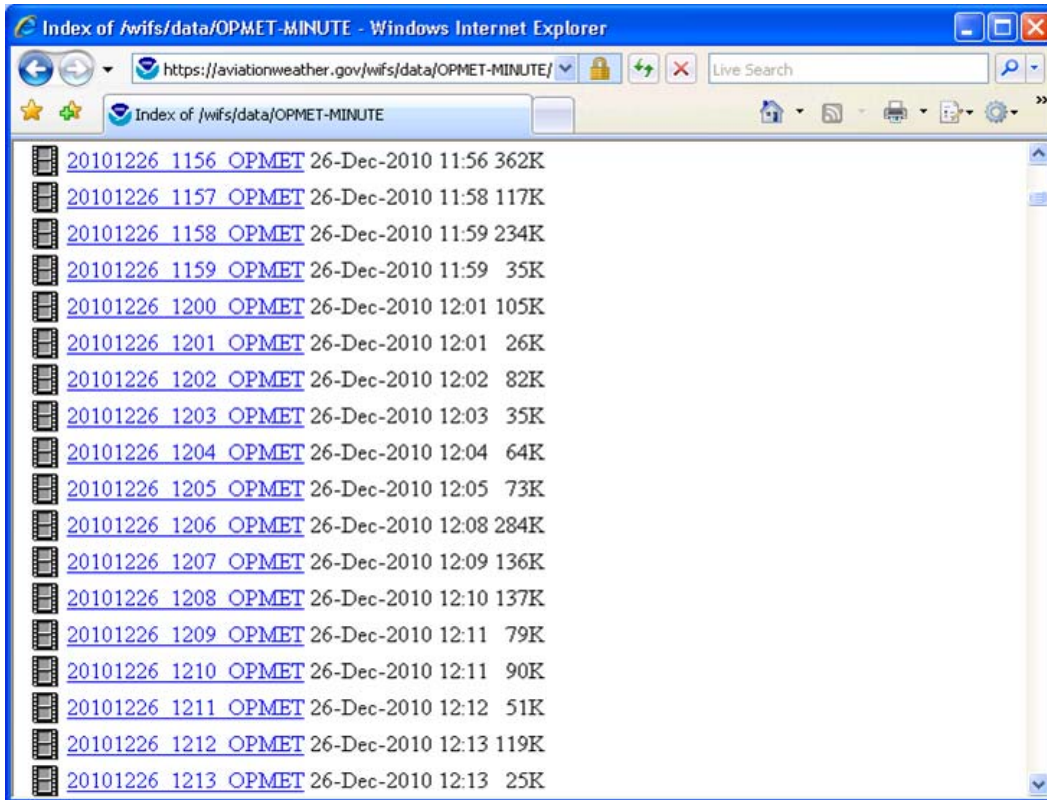 Index of /wifs/data/OPMET-MINUTE - Windows Internet Explorer
https://aviationweather.gov/wifs/data/OPMET-MINUTE/ Live Search
Index of /wifs/data/OPMET-MINUTE
20101226_1156_OPMET 26-Dec-2010 11:56 362K
20101226_1157_OPMET 26-Dec-2010 11:58 117K
20101226_1158_OPMET 26-Dec-2010 11:59 234K
20101226_1159_OPMET 26-Dec-2010 11:59 35K
20101226_1200_OPMET 26-Dec-2010 12:01 105K
20101226_1201_OPMET 26-Dec-2010 12:01 26K
20101226_1202_OPMET 26-Dec-2010 12:02 82K
20101226_1203_OPMET 26-Dec-2010 12:03 35K
20101226_1204_OPMET 26-Dec-2010 12:04 64K
20101226_1205_OPMET 26-Dec-2010 12:05 73K
20101226_1206_OPMET 26-Dec-2010 12:08 284K
20101226_1207_OPMET 26-Dec-2010 12:09 136K
20101226_1208_OPMET 26-Dec-2010 12:10 137K
20101226_1209_OPMET 26-Dec-2010 12:11 79K
20101226_1210_OPMET 26-Dec-2010 12:11 90K
20101226_1211_OPMET 26-Dec-2010 12:12 51K
20101226_1212_OPMET 26-Dec-2010 12:13 119K
20101226_1213_OPMET 26-Dec-2010 12:13 25K